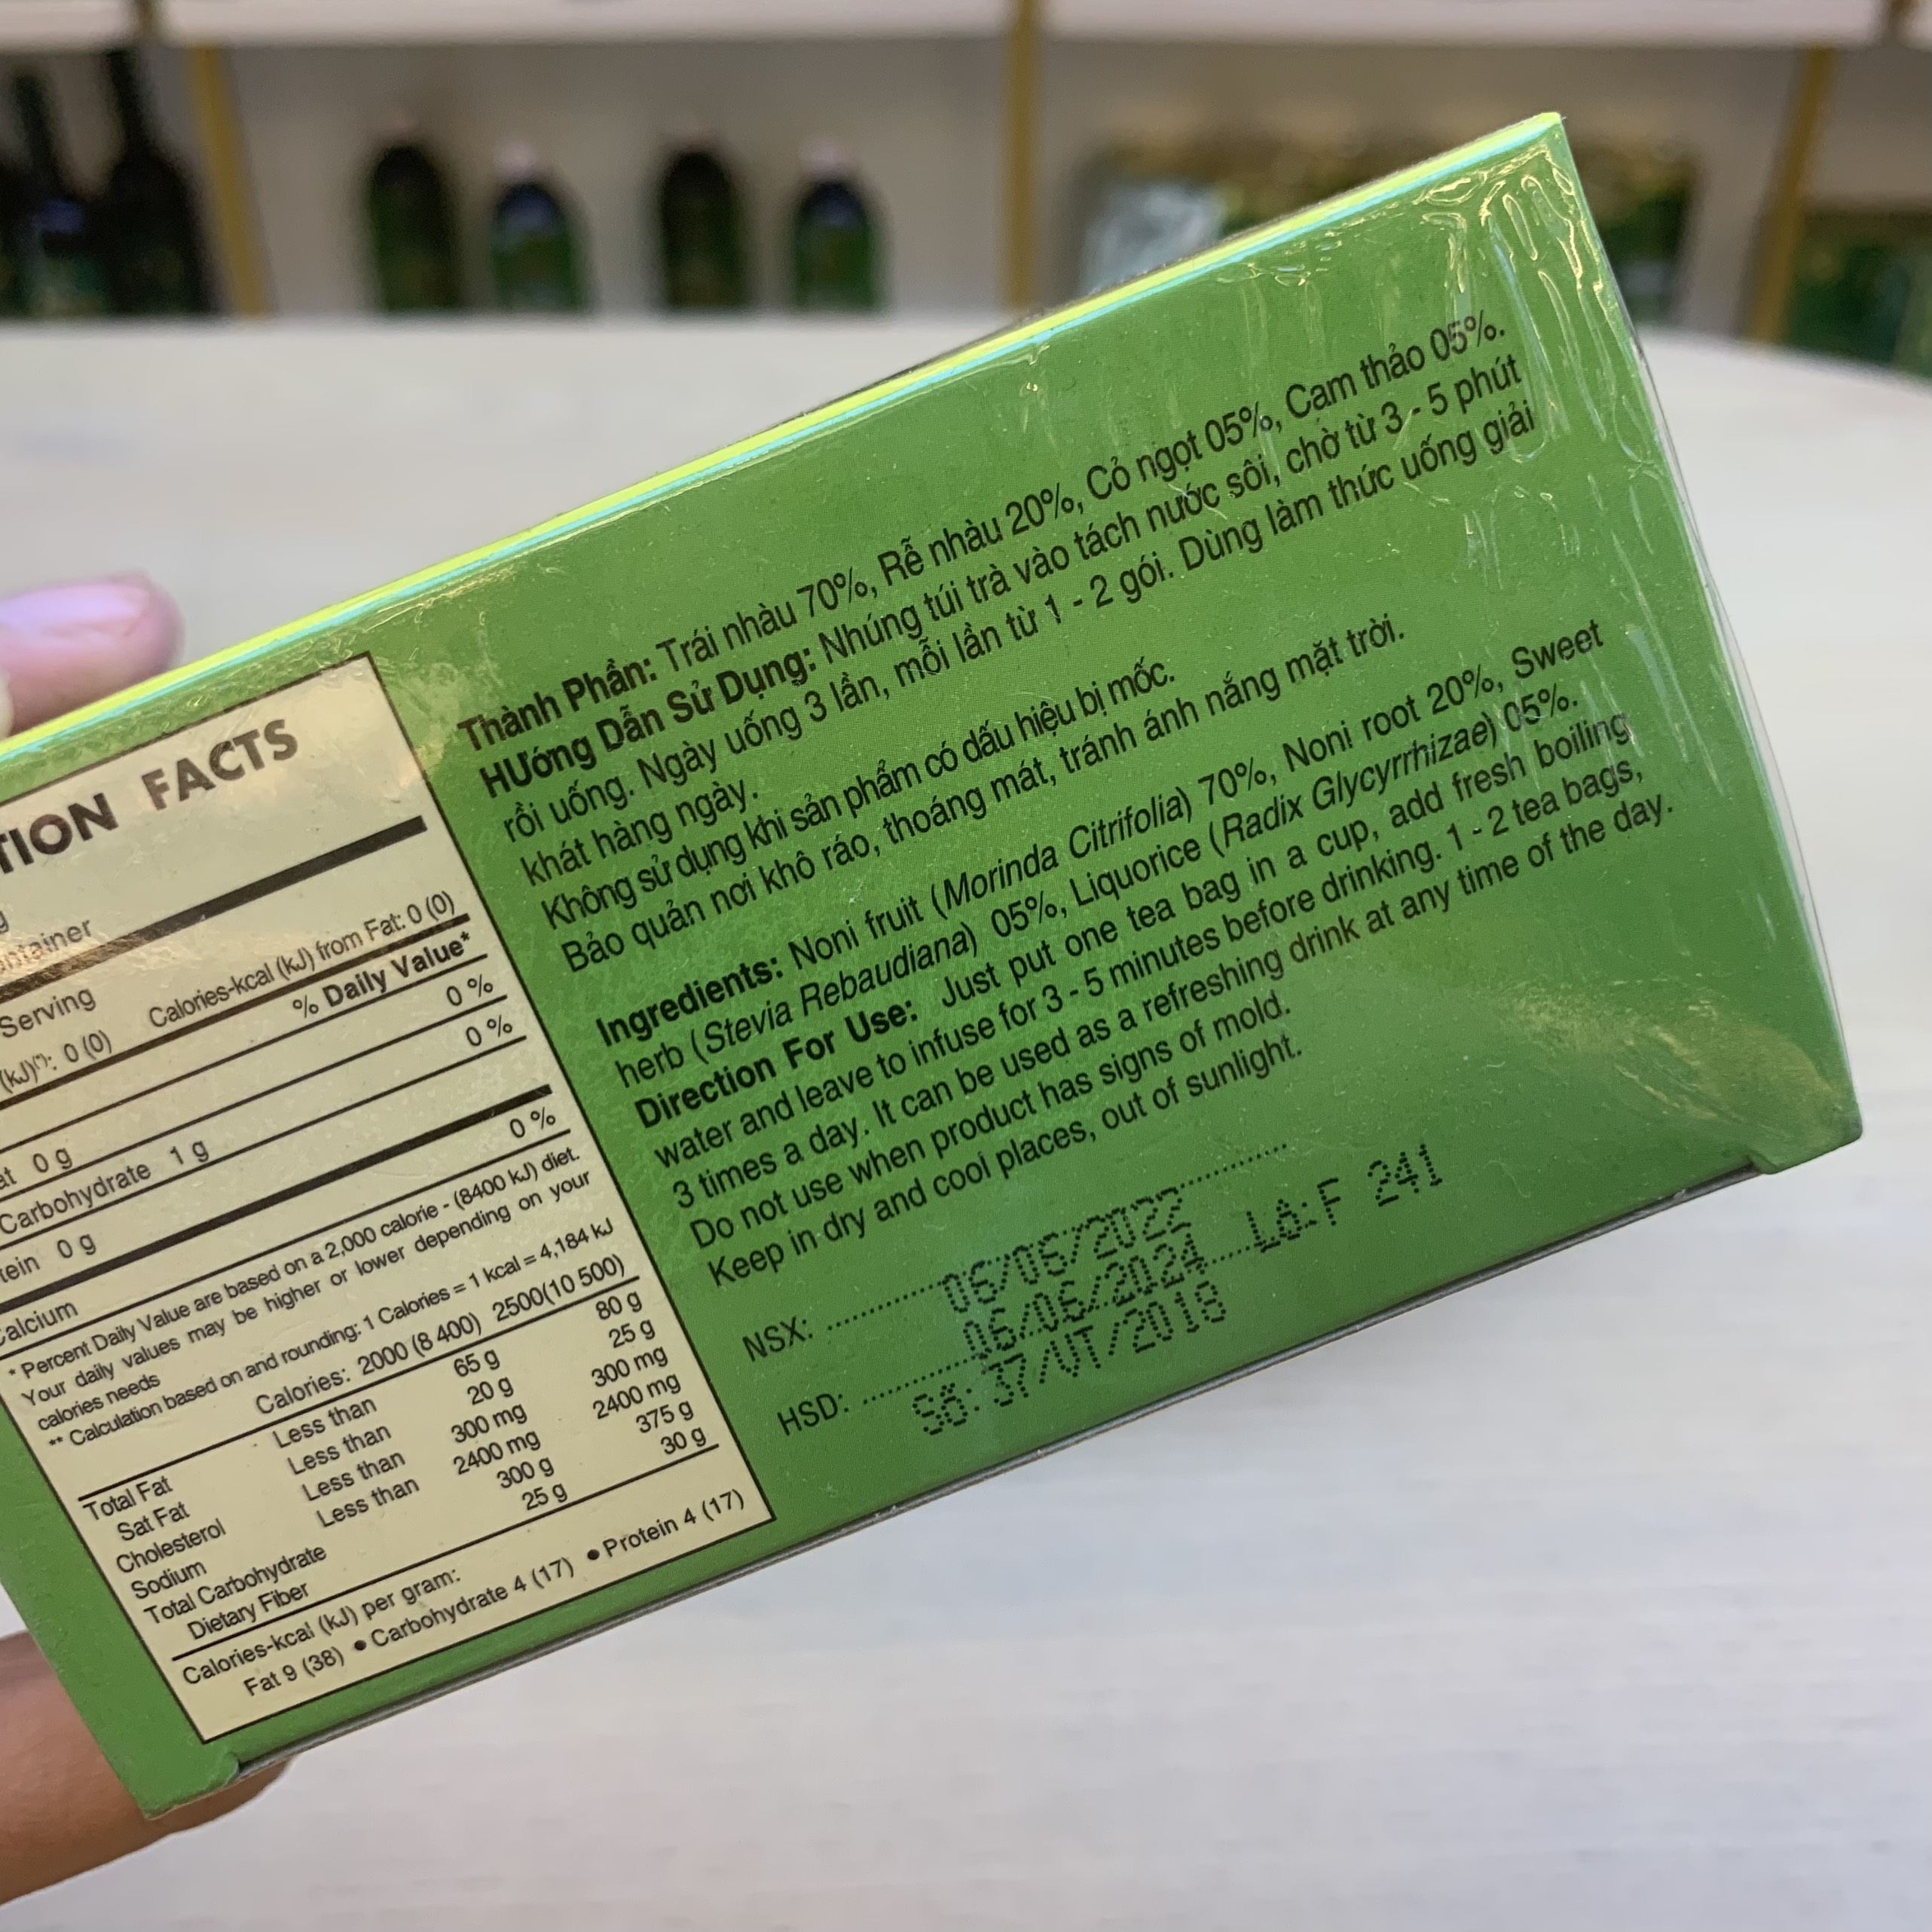 TION FACTS
ntainer
Serving
(kJ)(*): 0 (0) Calories-kcal (kJ) from Fat: 0 (0)
% Daily Value*
at 0 g 0 %
Carbohydrate 1 g 0 %
tein 0 g
Calcium 0 %
* Percent Daily Value are based on a 2,000 calorie - (8400 kJ) diet.
Your daily values may be higher or lower depending on your
calories needs
** Calculation based on and rounding: 1 Calories = 1 kcal = 4,184 kJ
Calories: 2000 (8 400) 2500(10 500)
Total Fat Less than 65 g 80 g
Sat Fat Less than 20 g 25 g
Cholesterol Less than 300 mg 300 mg
Sodium Less than 2400 mg 2400 mg
Total Carbohydrate 300 g 375 g
Dietary Fiber 25 g 30 g
Calories-kcal (kJ) per gram:
Fat 9 (38) • Carbohydrate 4 (17) • Protein 4 (17)
Thành Phần: Trái nhàu 70%, Rễ nhàu 20%, Cỏ ngọt 05%, Cam thảo 05%.
HƯớng Dẫn Sử Dụng: Nhúng túi trà vào tách nước sôi, chờ từ 3 - 5 phút
rồi uống. Ngày uống 3 lần, mỗi lần từ 1 - 2 gói. Dùng làm thức uống giải
khát hàng ngày.
Không sử dụng khi sản phẩm có dấu hiệu bị mốc.
Bảo quản nơi khô ráo, thoáng mát, tránh ánh nắng mặt trời.
Ingredients: Noni fruit (Morinda Citrifolia) 70%, Noni root 20%, Sweet
herb (Stevia Rebaudiana) 05%, Liquorice (Radix Glycyrrhizae) 05%.
Direction For Use: Just put one tea bag in a cup, add fresh boiling
water and leave to infuse for 3 - 5 minutes before drinking. 1 - 2 tea bags,
3 times a day. It can be used as a refreshing drink at any time of the day.
Do not use when product has signs of mold.
Keep in dry and cool places, out of sunlight.
NSX: 06/06/2022
HSD: 06/06/2024 Lô: F 241
Số: 37/VT/2018